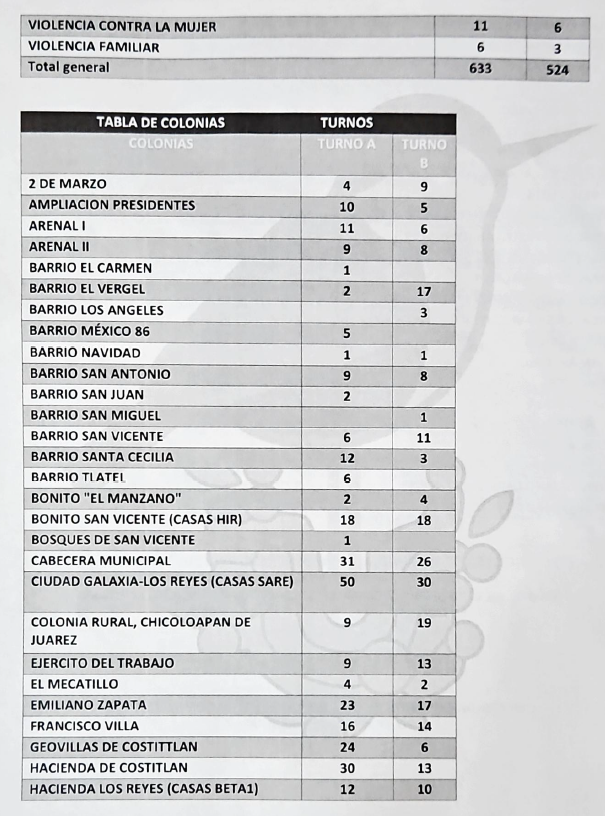 VIOLENCIA CONTRA LA MUJER 11 6
VIOLENCIA FAMILIAR 6 3
Total general 633 524
TABLA DE COLONIAS TURNOS
COLONIAS TURNO A TURNO
B
2 DE MARZO 4 9
AMPLIACION PRESIDENTES 10 5
ARENAL I 11 6
ARENAL II 9 8
BARRIO EL CARMEN 1
BARRIO EL VERGEL 2 17
BARRIO LOS ANGELES 3
BARRIO MÉXICO 86 5
BARRIO NAVIDAD 1 1
BARRIO SAN ANTONIO 9 8
BARRIO SAN JUAN 2
BARRIO SAN MIGUEL 1
BARRIO SAN VICENTE 6 11
BARRIO SANTA CECILIA 12 3
BARRIO TLATEL 6
BONITO "EL MANZANO" 2 4
BONITO SAN VICENTE (CASAS HIR) 18 18
BOSQUES DE SAN VICENTE 1
CABECERA MUNICIPAL 31 26
CIUDAD GALAXIA-LOS REYES (CASAS SARE) 50 30
COLONIA RURAL, CHICOLOAPAN DE 9 19
JUAREZ
EJERCITO DEL TRABAJO 9 13
EL MECATILLO 4 2
EMILIANO ZAPATA 23 17
FRANCISCO VILLA 16 14
GEOVILLAS DE COSTITTLAN 24 6
HACIENDA DE COSTITLAN 30 13
HACIENDA LOS REYES (CASAS BETA1) 12 10